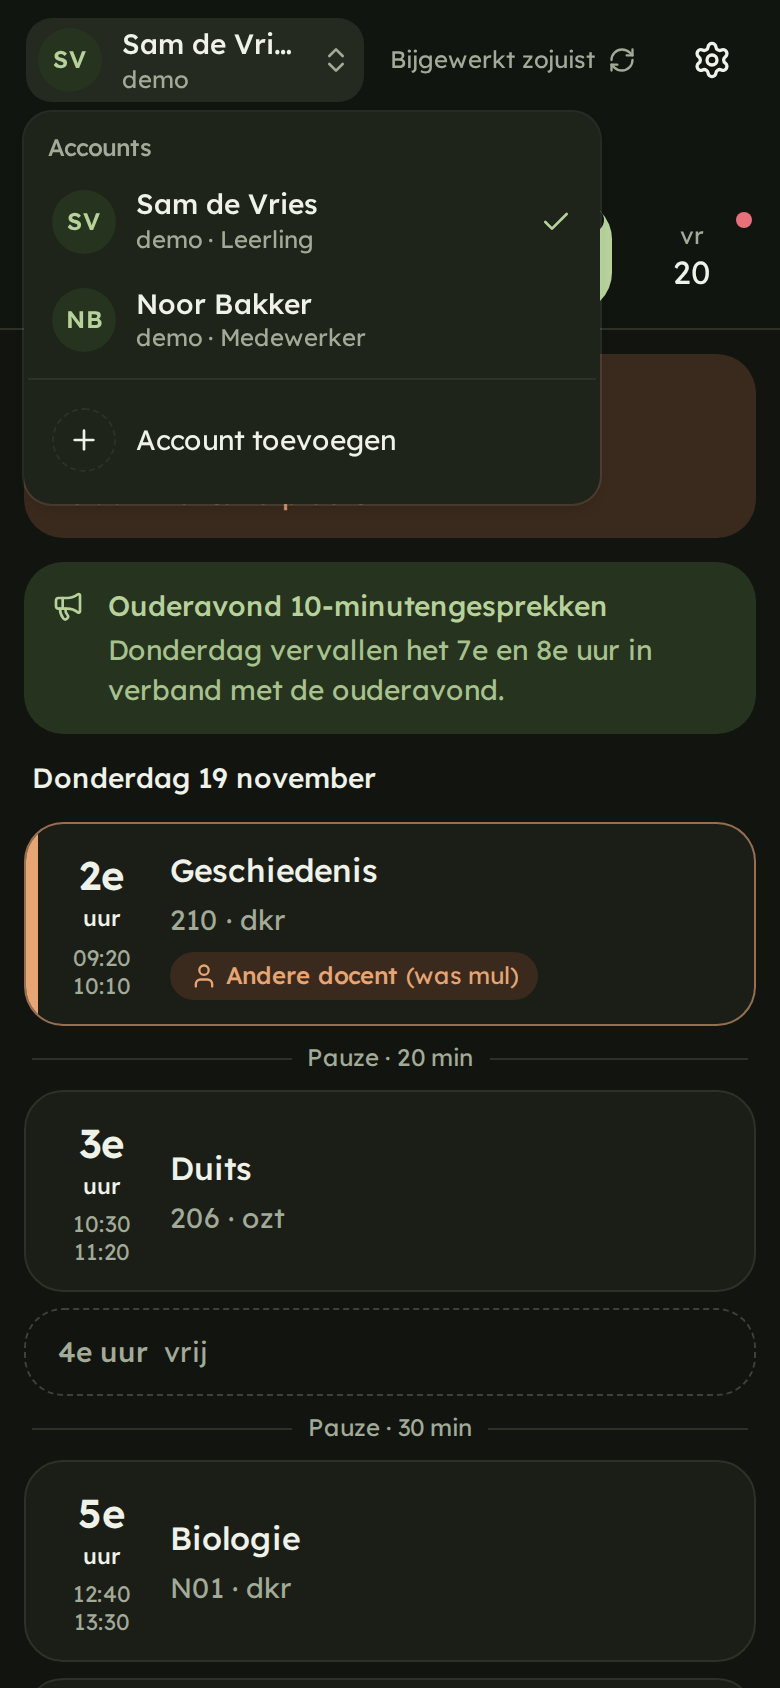 SV
Sam de Vri...
demo
Bijgewerkt zojuist
Accounts
SV
Sam de Vries
demo · Leerling
NB
Noor Bakker
demo · Medewerker
Account toevoegen
vr
20
Ouderavond 10-minutengesprekken
Donderdag vervallen het 7e en 8e uur in
verband met de ouderavond.
Donderdag 19 november
2e
uur
09:20
10:10
Geschiedenis
210 · dkr
Andere docent (was mul)
Pauze · 20 min
3e
uur
10:30
11:20
Duits
206 · ozt
4e uur vrij
Pauze · 30 min
5e
uur
12:40
13:30
Biologie
N01 · dkr